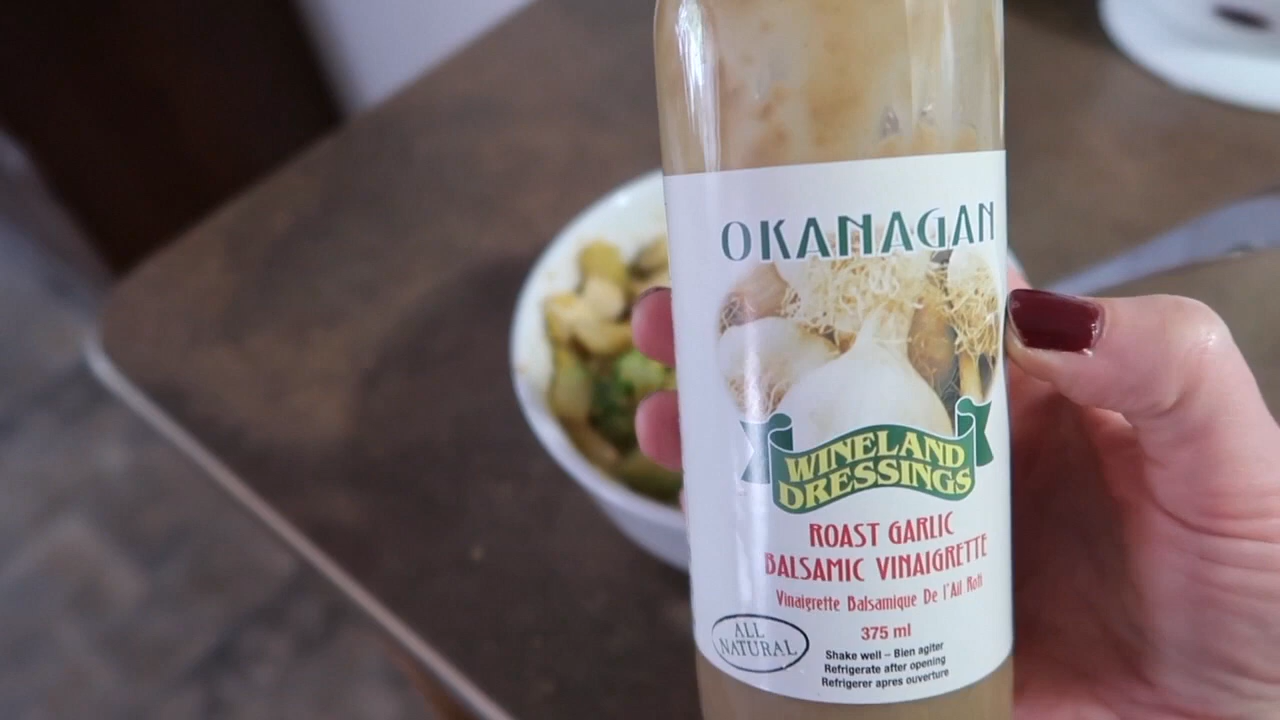 OKANAGAN
WINELAND
DRESSINGS
ROAST GARLIC
BALSAMIC VINAIGRETTE
Vinaigrette Balsamique De l'Ail Roti
ALL
NATURAL
375 ml
Shake well – Bien agiter
Refrigerate after opening
Refrigerer apres ouverture